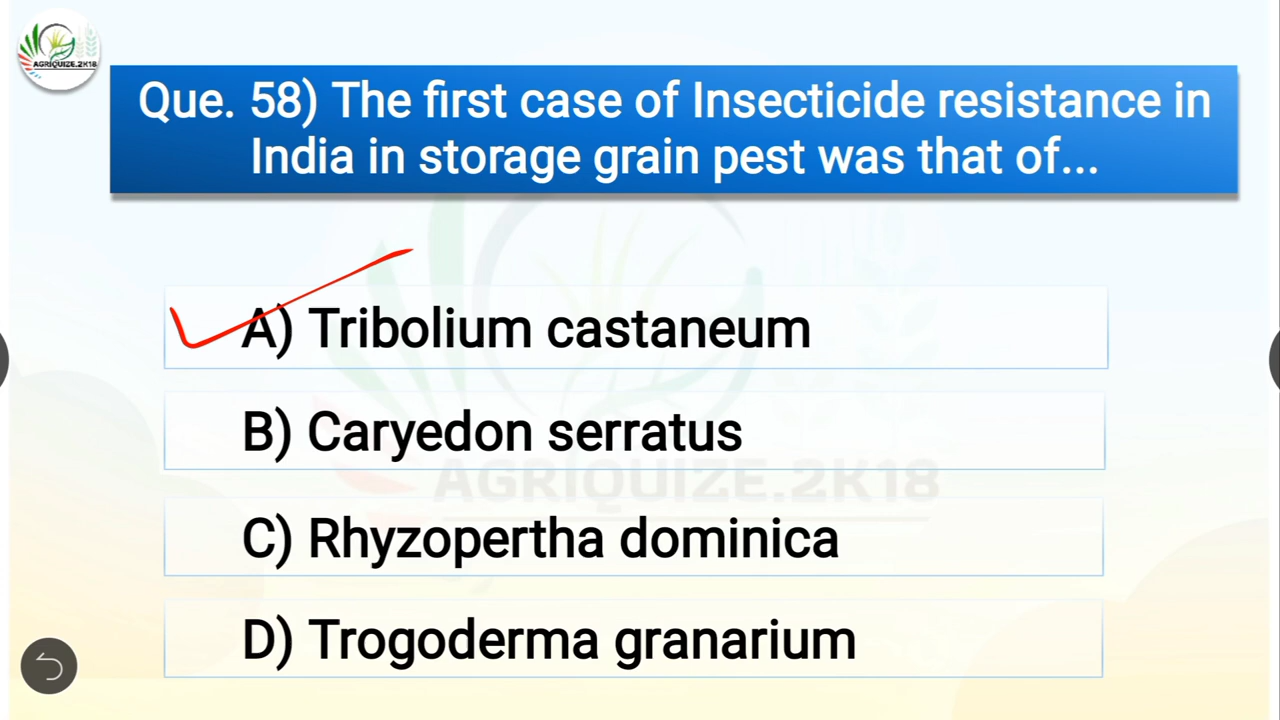 AGRIQUIZE.2K18
Que. 58) The first case of Insecticide resistance in
India in storage grain pest was that of...
A) Tribolium castaneum
B) Caryedon serratus
AGRIQUIZE.2K18
C) Rhyzopertha dominica
D) Trogoderma granarium